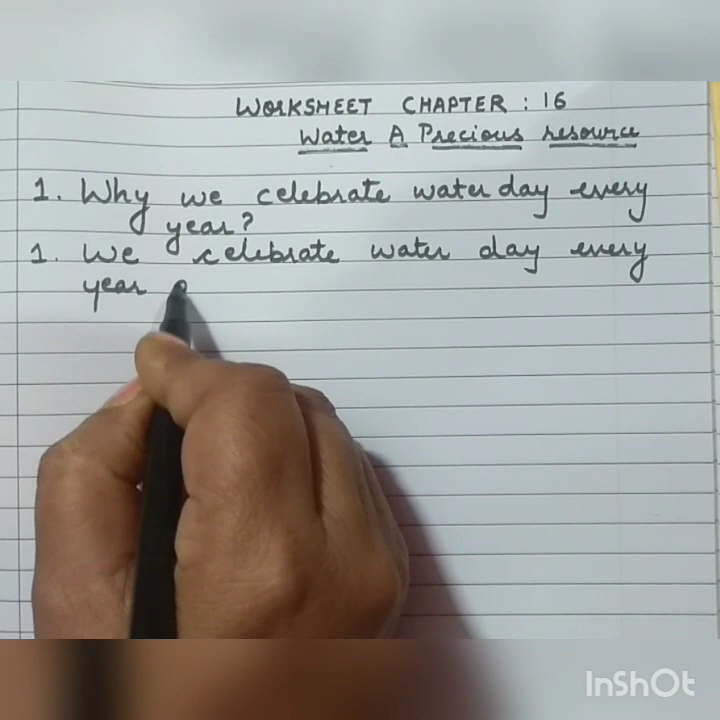 WORKSHEET CHAPTER : 16
Water A Precious resource
1. Why we celebrate water day every
year?
1. We celebrate water day every
year
InShOt